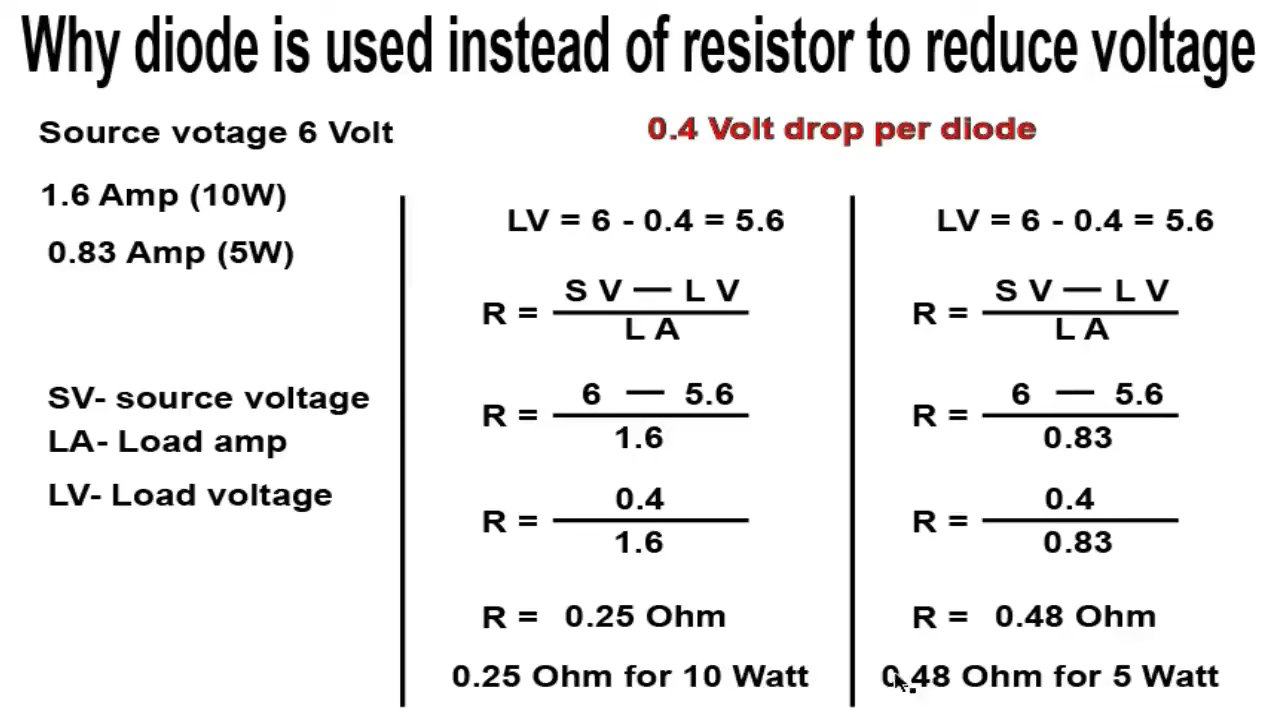 Why diode is used instead of resistor to reduce voltage
Source votage 6 Volt
1.6 Amp (10W)
0.83 Amp (5W)
SV- source voltage
LA- Load amp
LV- Load voltage
0.4 Volt drop per diode
LV = 6 - 0.4 = 5.6
S V — L V
R =
L A
6 — 5.6
R =
1.6
0.4
R =
1.6
R = 0.25 Ohm
0.25 Ohm for 10 Watt
LV = 6 - 0.4 = 5.6
S V — L V
R =
L A
6 — 5.6
R =
0.83
0.4
R =
0.83
R = 0.48 Ohm
0.48 Ohm for 5 Watt